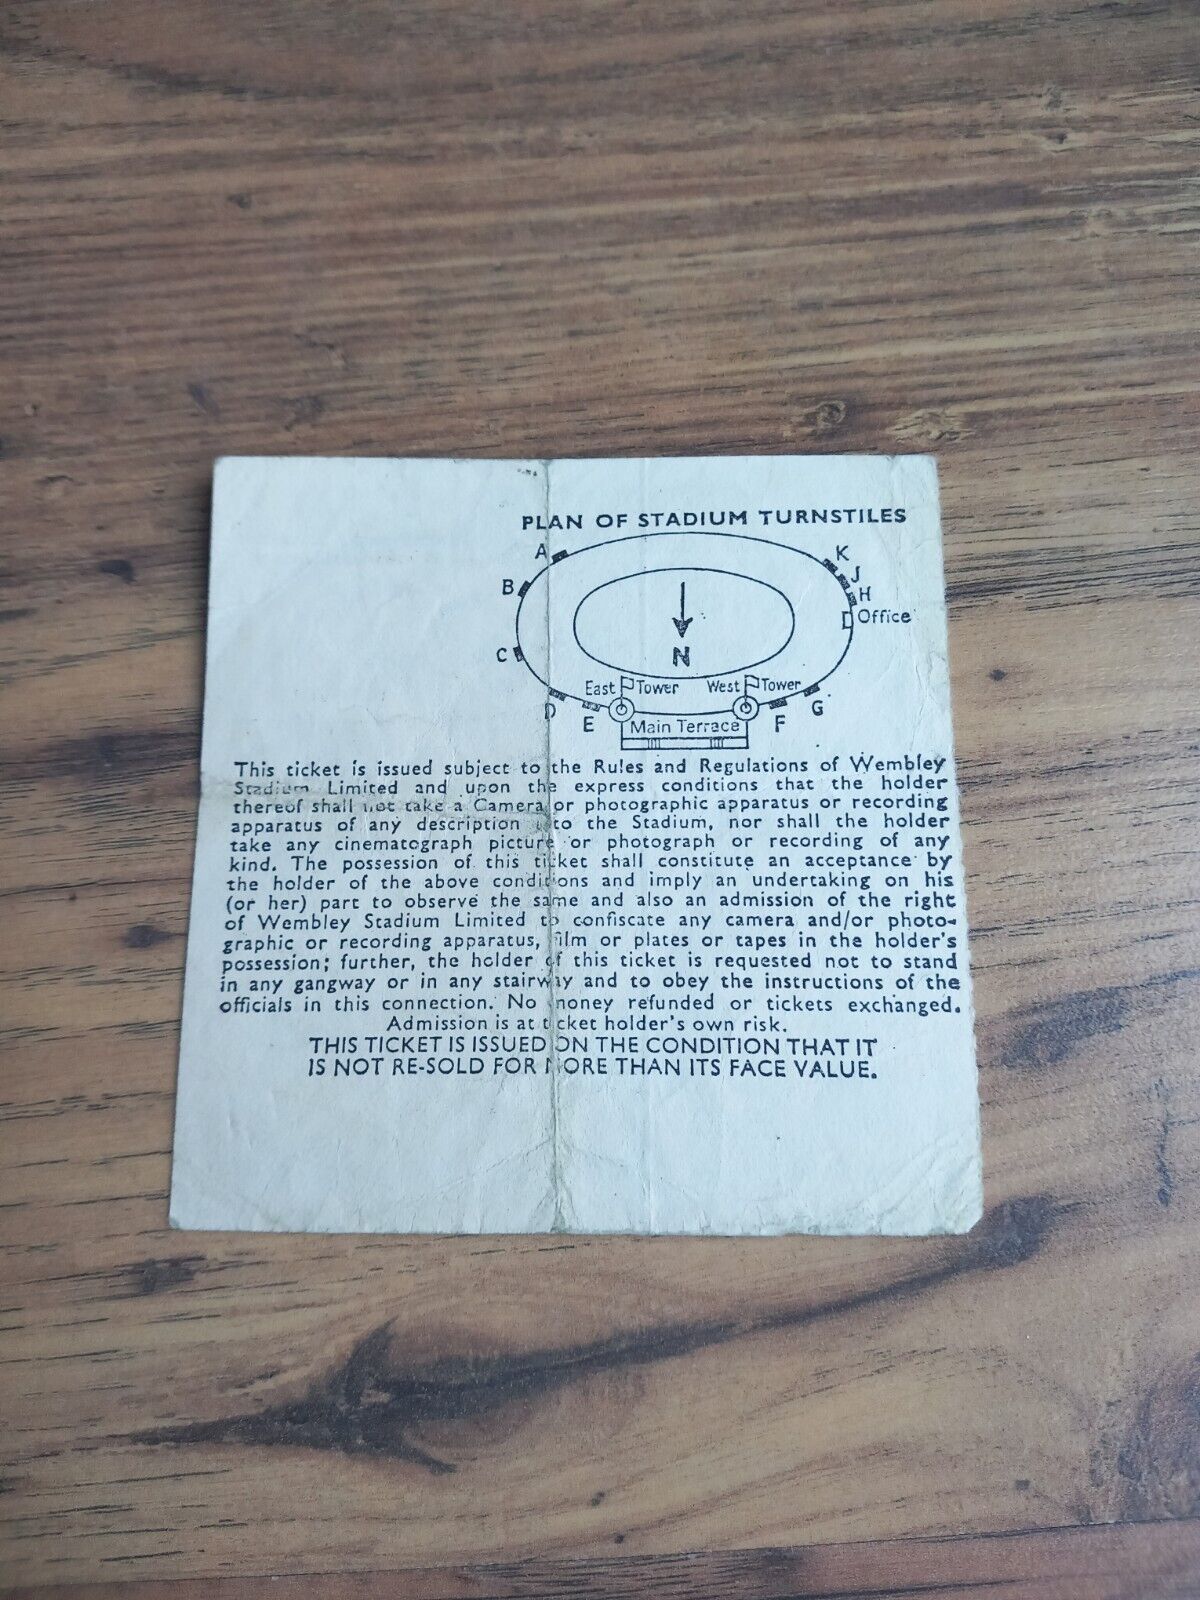 PLAN OF STADIUM TURNSTILES
A
K
B
J
H
Office
C
N
East Tower
West Tower
D
E
F
G
Main Terrace
This ticket is issued subject to the Rules and Regulations of Wembley
Stadium Limited and upon the express conditions that the holder
thereof shall not take a Camera or photographic apparatus or recording
apparatus of any description into the Stadium, nor shall the holder
take any cinematograph picture or photograph or recording of any
kind. The possession of this ticket shall constitute an acceptance by
the holder of the above conditions and imply an undertaking on his
(or her) part to observe the same and also an admission of the right
of Wembley Stadium Limited to confiscate any camera and/or photo-
graphic or recording apparatus, film or plates or tapes in the holder's
possession; further, the holder of this ticket is requested not to stand
in any gangway or in any stairway and to obey the instructions of the
officials in this connection. No money refunded or tickets exchanged.
Admission is at ticket holder's own risk.
THIS TICKET IS ISSUED ON THE CONDITION THAT IT
IS NOT RE-SOLD FOR MORE THAN ITS FACE VALUE.